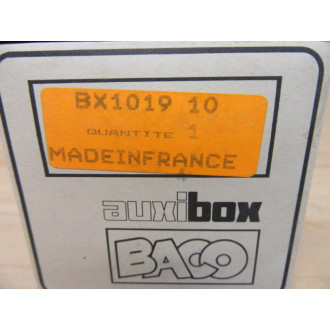 BX1019 10
QUANTITE 1
MADEINFRANCE
auxibox
BACO